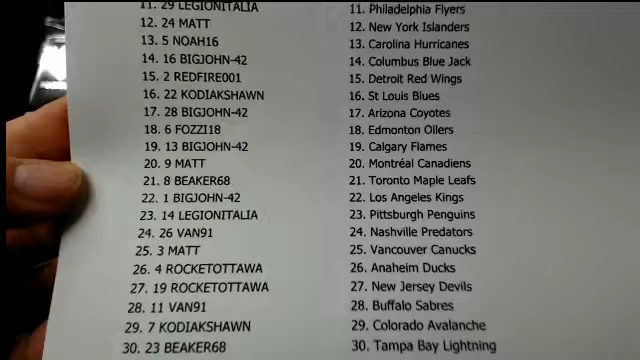 11. 29 LEGIONITALIA
12. 24 MATT
13. 5 NOAH16
14. 16 BIGJOHN-42
15. 2 REDFIRE001
16. 22 KODIAKSHAWN
17. 28 BIGJOHN-42
18. 6 FOZZI18
19. 13 BIGJOHN-42
20. 9 MATT
21. 8 BEAKER68
22. 1 BIGJOHN-42
23. 14 LEGIONITALIA
24. 26 VAN91
25. 3 MATT
26. 4 ROCKETOTTAWA
27. 19 ROCKETOTTAWA
28. 11 VAN91
29. 7 KODIAKSHAWN
30. 23 BEAKER68
11. Philadelphia Flyers
12. New York Islanders
13. Carolina Hurricanes
14. Columbus Blue Jack
15. Detroit Red Wings
16. St Louis Blues
17. Arizona Coyotes
18. Edmonton Oilers
19. Calgary Flames
20. Montréal Canadiens
21. Toronto Maple Leafs
22. Los Angeles Kings
23. Pittsburgh Penguins
24. Nashville Predators
25. Vancouver Canucks
26. Anaheim Ducks
27. New Jersey Devils
28. Buffalo Sabres
29. Colorado Avalanche
30. Tampa Bay Lightning